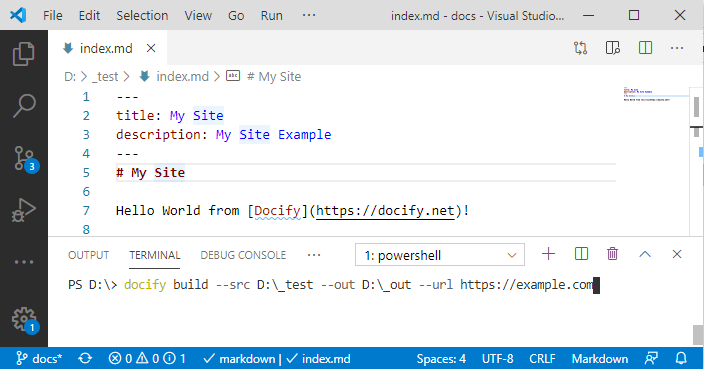 File Edit Selection ··· index.md - docs - Visual Studio...
index.md
D: > _test > index.md > abc # My Site
1 ---
2 title: My Site
3 description: My Site Example
4 ---
5 # My Site
6
7 Hello World from [Docify](https://docify.net)!
8
OUTPUT TERMINAL DEBUG CONSOLE ··· 1: powershell
PS D:\> docify build --src D:\_test --out D:\_out --url https://example.com
3
1
docs* 0 0 1 markdown | index.md Spaces: 4 UTF-8 CRLF Markdown